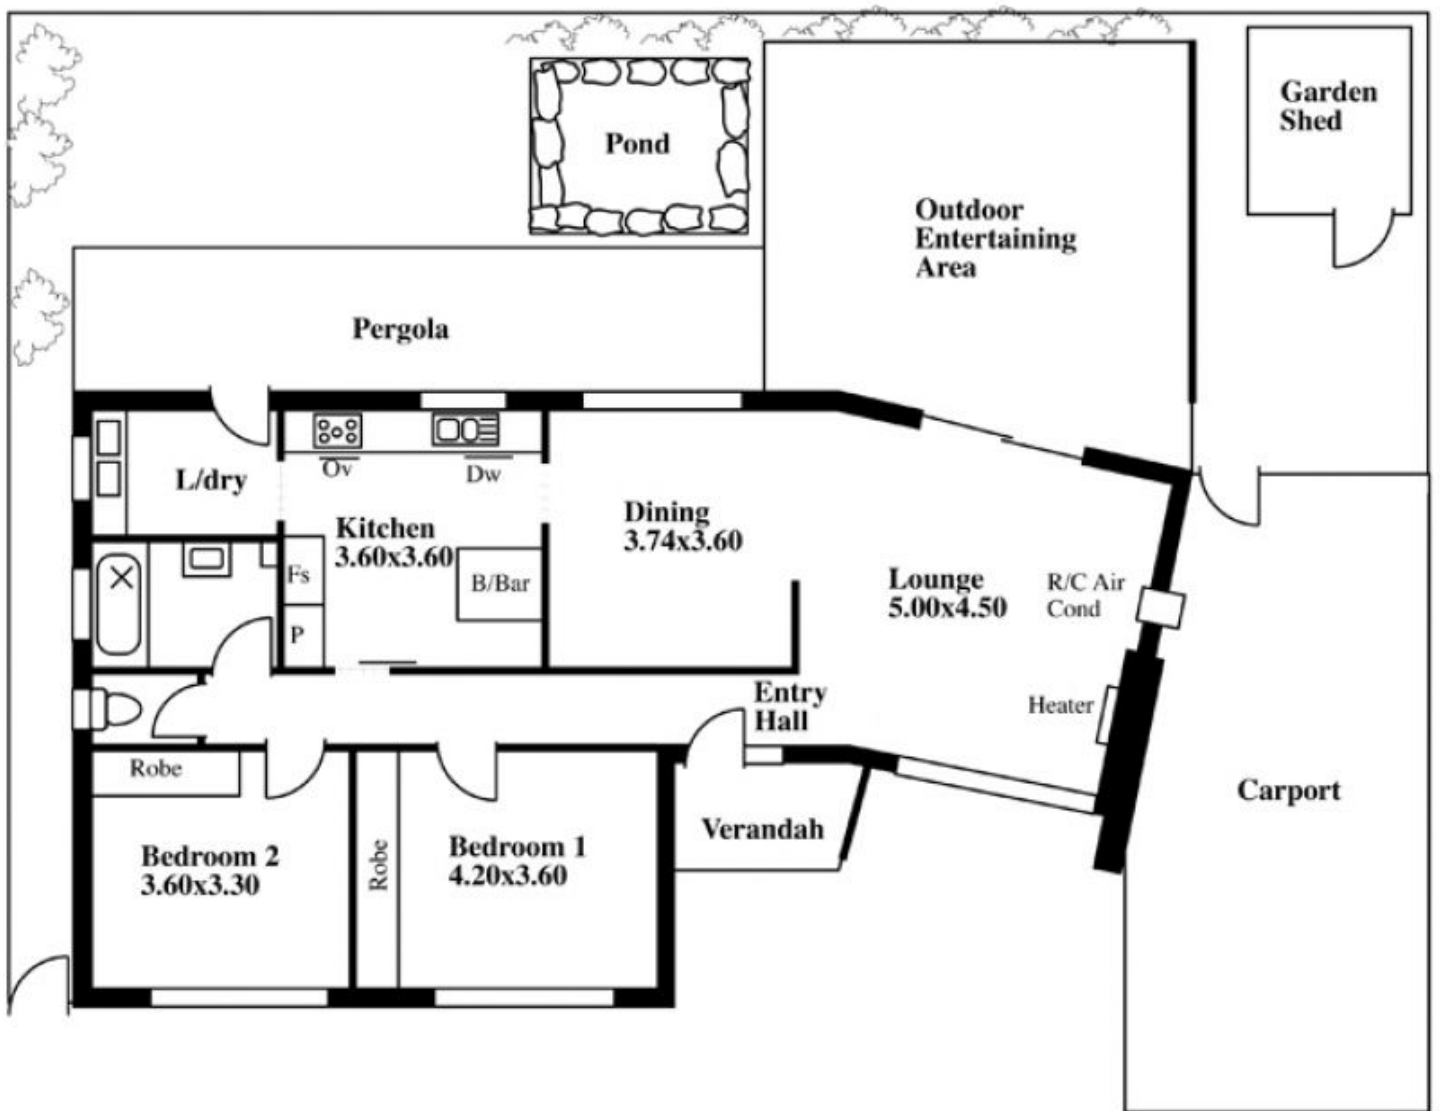 Garden
Shed
Pond
Outdoor
Entertaining
Area
Pergola
Ov
Dw
L/dry
Kitchen
3.60x3.60
Dining
3.74x3.60
Fs
B/Bar
P
Lounge
5.00x4.50
R/C Air
Cond
Entry
Hall
Heater
Robe
Carport
Verandah
Bedroom 2
3.60x3.30
Robe
Bedroom 1
4.20x3.60